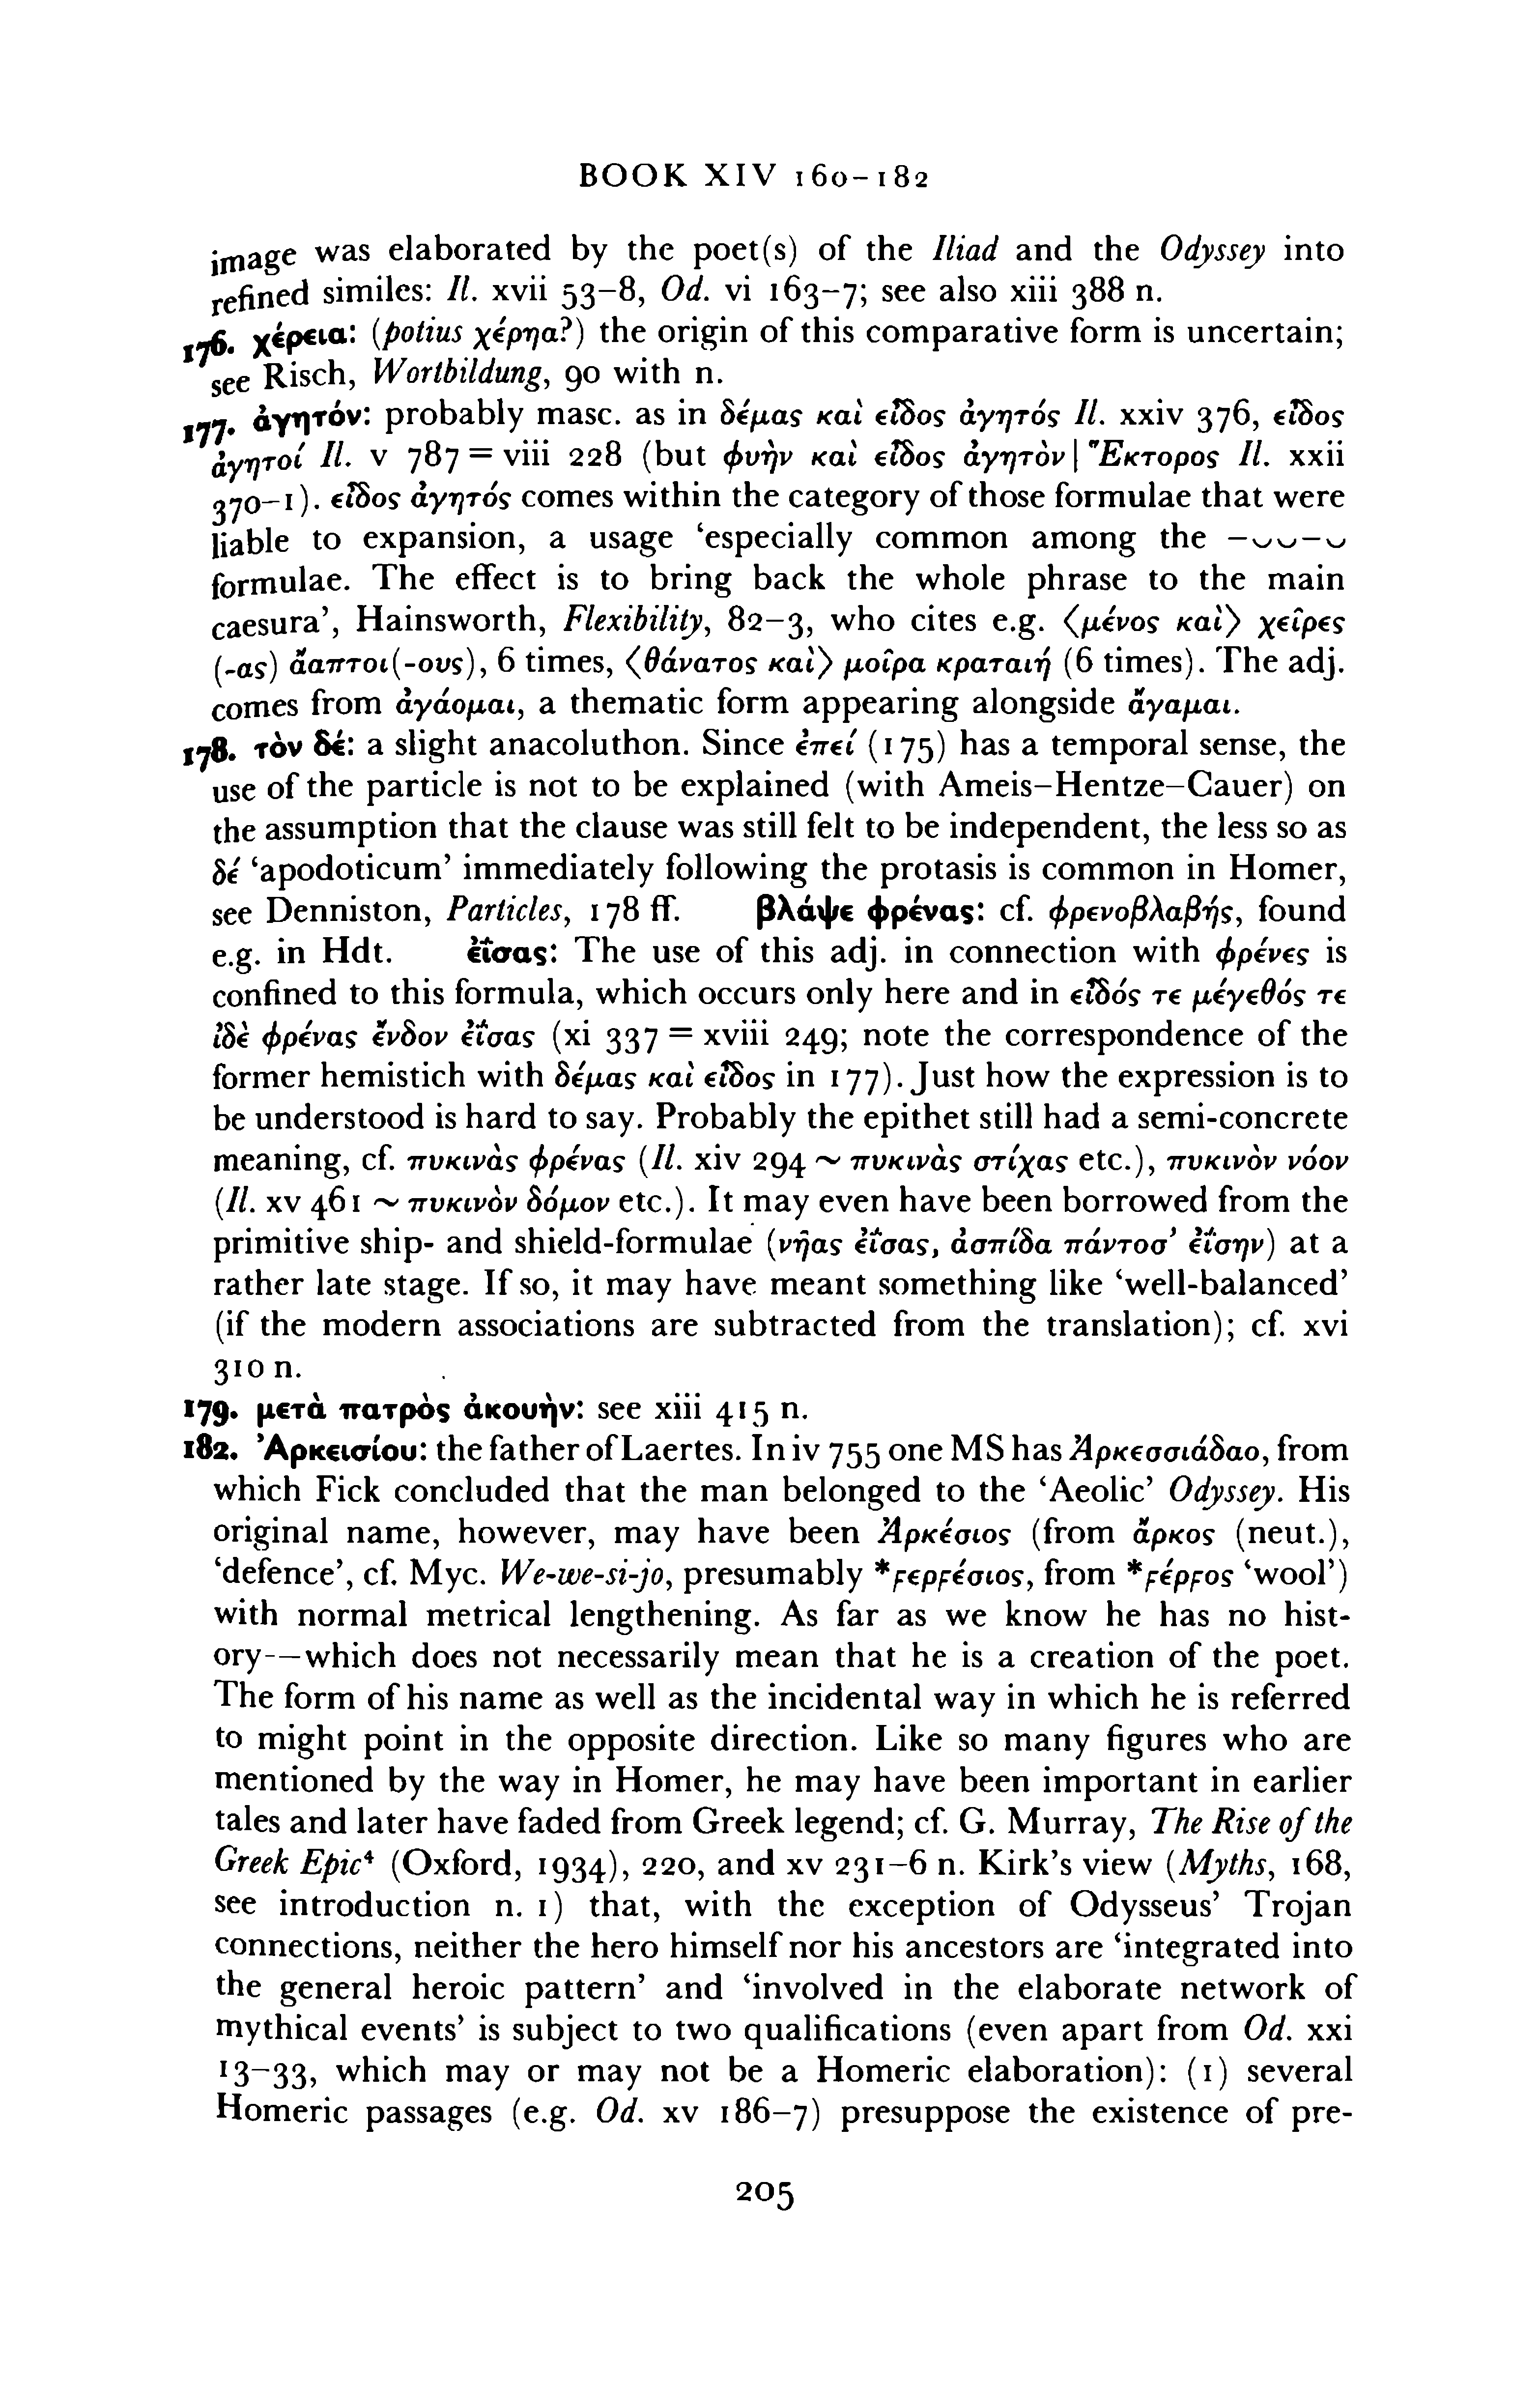 BOOK XIV 160–182
image was elaborated by the poet(s) of the Iliad and the Odyssey into
refined similes: Il. xvii 53–8, Od. vi 163–7; see also xiii 388 n.
176. χέρεια: (potius χέρηα?) the origin of this comparative form is uncertain;
see Risch, Wortbildung, 90 with n.
177. ἀγητόν: probably masc. as in δέμας καὶ εἶδος ἀγητός Il. xxiv 376, εἶδος
ἀγητοί Il. v 787 = viii 228 (but φυὴν καὶ εἶδος ἀγητὸν | Ἕκτορος Il. xxii
370–1). εἶδος ἀγητός comes within the category of those formulae that were
liable to expansion, a usage ‘especially common among the –⏑⏑–⏑
formulae. The effect is to bring back the whole phrase to the main
caesura’, Hainsworth, Flexibility, 82–3, who cites e.g. 〈μένος καὶ〉 χεῖρες
(-ας) ἄαπτοι(-ους), 6 times, 〈θάνατος καὶ〉 μοῖρα κραταιή (6 times). The adj.
comes from ἀγάομαι, a thematic form appearing alongside ἄγαμαι.
178. τὸν δέ: a slight anacoluthon. Since ἐπεί (175) has a temporal sense, the
use of the particle is not to be explained (with Ameis–Hentze–Cauer) on
the assumption that the clause was still felt to be independent, the less so as
δέ ‘apodoticum’ immediately following the protasis is common in Homer,
see Denniston, Particles, 178 ff. βλάψε φρένας: cf. φρενοβλαβής, found
e.g. in Hdt. ἐΐσας: The use of this adj. in connection with φρένες is
confined to this formula, which occurs only here and in εἶδός τε μέγεθός τε
ἰδὲ φρένας ἔνδον ἐΐσας (xi 337 = xviii 249; note the correspondence of the
former hemistich with δέμας καὶ εἶδος in 177). Just how the expression is to
be understood is hard to say. Probably the epithet still had a semi-concrete
meaning, cf. πυκινὰς φρένας (Il. xiv 294 ~ πυκινὰς στίχας etc.), πυκινὸν νόον
(Il. xv 461 ~ πυκινὸν δόμον etc.). It may even have been borrowed from the
primitive ship- and shield-formulae (νῆας ἐΐσας, ἀσπίδα πάντοσ’ ἐΐσην) at a
rather late stage. If so, it may have meant something like ‘well-balanced’
(if the modern associations are subtracted from the translation); cf. xvi
310 n.
179. μετὰ πατρὸς ἀκουήν: see xiii 415 n.
182. Ἀρκεισίου: the father of Laertes. In iv 755 one MS has Ἀρκεσσιάδαο, from
which Fick concluded that the man belonged to the ‘Aeolic’ Odyssey. His
original name, however, may have been Ἀρκέσιος (from ἄρκος (neut.),
‘defence’, cf. Myc. We-we-si-jo, presumably *ϝερϝέσιος, from *ϝέρϝος ‘wool’)
with normal metrical lengthening. As far as we know he has no hist-
ory--—which does not necessarily mean that he is a creation of the poet.
The form of his name as well as the incidental way in which he is referred
to might point in the opposite direction. Like so many figures who are
mentioned by the way in Homer, he may have been important in earlier
tales and later have faded from Greek legend; cf. G. Murray, The Rise of the
Greek Epic⁴ (Oxford, 1934), 220, and xv 231–6 n. Kirk’s view (Myths, 168,
see introduction n. 1) that, with the exception of Odysseus’ Trojan
connections, neither the hero himself nor his ancestors are ‘integrated into
the general heroic pattern’ and ‘involved in the elaborate network of
mythical events’ is subject to two qualifications (even apart from Od. xxi
13–33, which may or may not be a Homeric elaboration): (1) several
Homeric passages (e.g. Od. xv 186–7) presuppose the existence of pre-
205